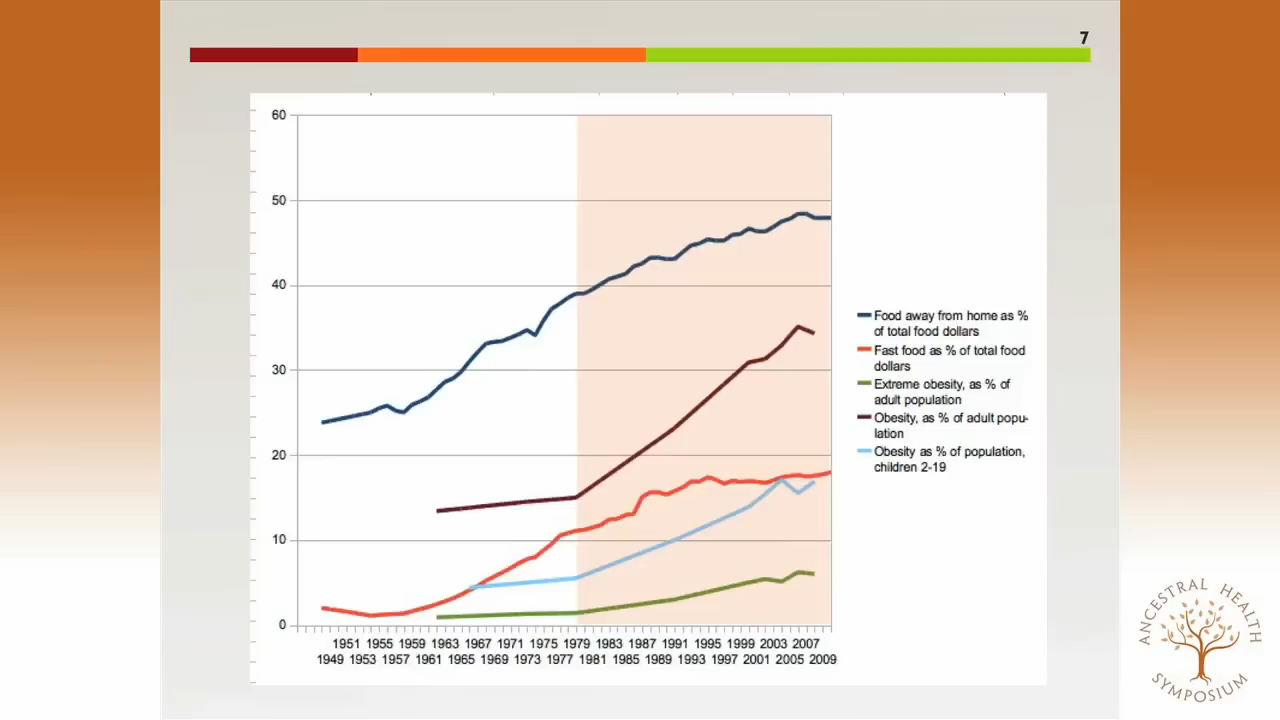 7
60
50
40
30
20
10
0
1951 1955 1959 1963 1967 1971 1975 1979 1983 1987 1991 1995 1999 2003 2007
1949 1953 1957 1961 1965 1969 1973 1977 1981 1985 1989 1993 1997 2001 2005 2009
Food away from home as %
of total food dollars
Fast food as % of total food
dollars
Extreme obesity, as % of
adult population
Obesity, as % of adult popu-
lation
Obesity as % of population,
children 2-19
ANCESTRAL HEALTH
SYMPOSIUM